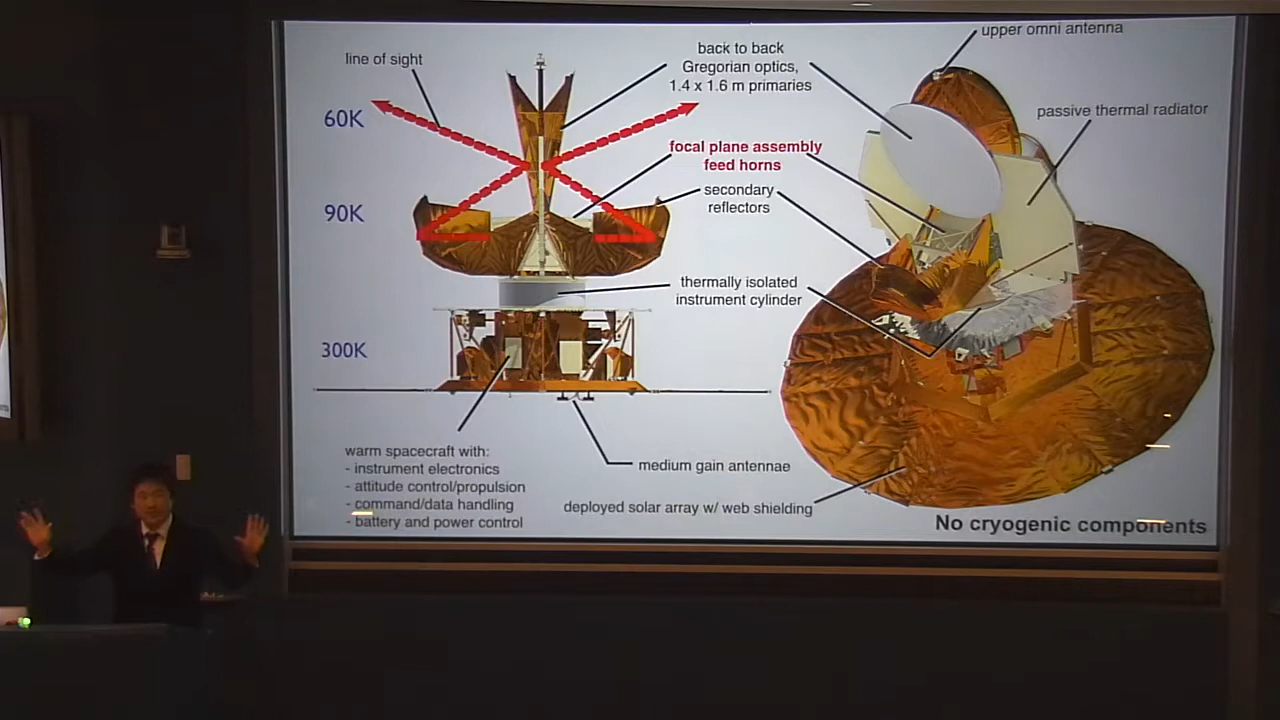 line of sight
back to back
Gregorian optics,
1.4 x 1.6 m primaries
upper omni antenna
60K
passive thermal radiator
focal plane assembly
feed horns
90K
secondary
reflectors
thermally isolated
instrument cylinder
300K
warm spacecraft with:
- instrument electronics
- attitude control/propulsion
- command/data handling
- battery and power control
medium gain antennae
deployed solar array w/ web shielding
No cryogenic components